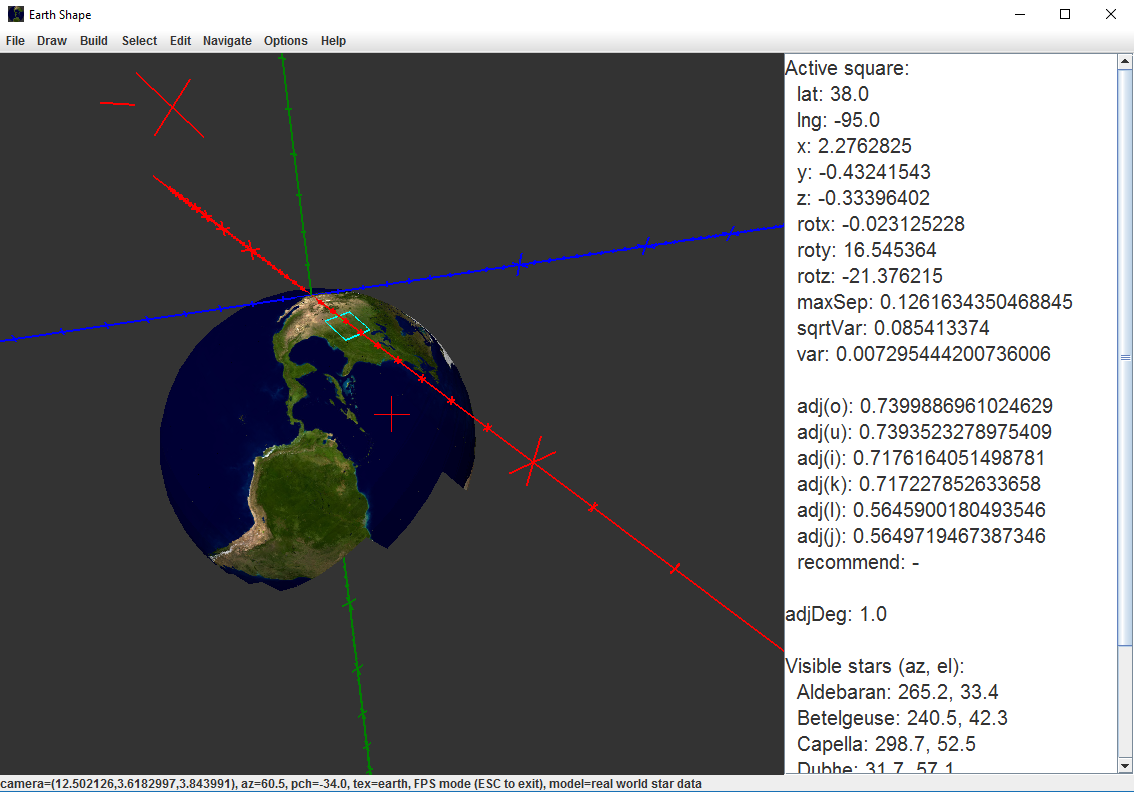 Earth Shape
File Draw Build Select Edit Navigate Options Help
Active square:
lat: 38.0
lng: -95.0
x: 2.2762825
y: -0.43241543
z: -0.33396402
rotx: -0.023125228
roty: 16.545364
rotz: -21.376215
maxSep: 0.1261634350468845
sqrtVar: 0.085413374
var: 0.007295444200736006
adj(o): 0.7399886961024629
adj(u): 0.7393523278975409
adj(i): 0.7176164051498781
adj(k): 0.717227852633658
adj(l): 0.5645900180493546
adj(j): 0.5649719467387346
recommend: -
adjDeg: 1.0
Visible stars (az, el):
Aldebaran: 265.2, 33.4
Betelgeuse: 240.5, 42.3
Capella: 298.7, 52.5
Dubhe: 31.7, 57.1
camera=(12.502126,3.6182997,3.843991), az=60.5, pch=-34.0, tex=earth, FPS mode (ESC to exit), model=real world star data